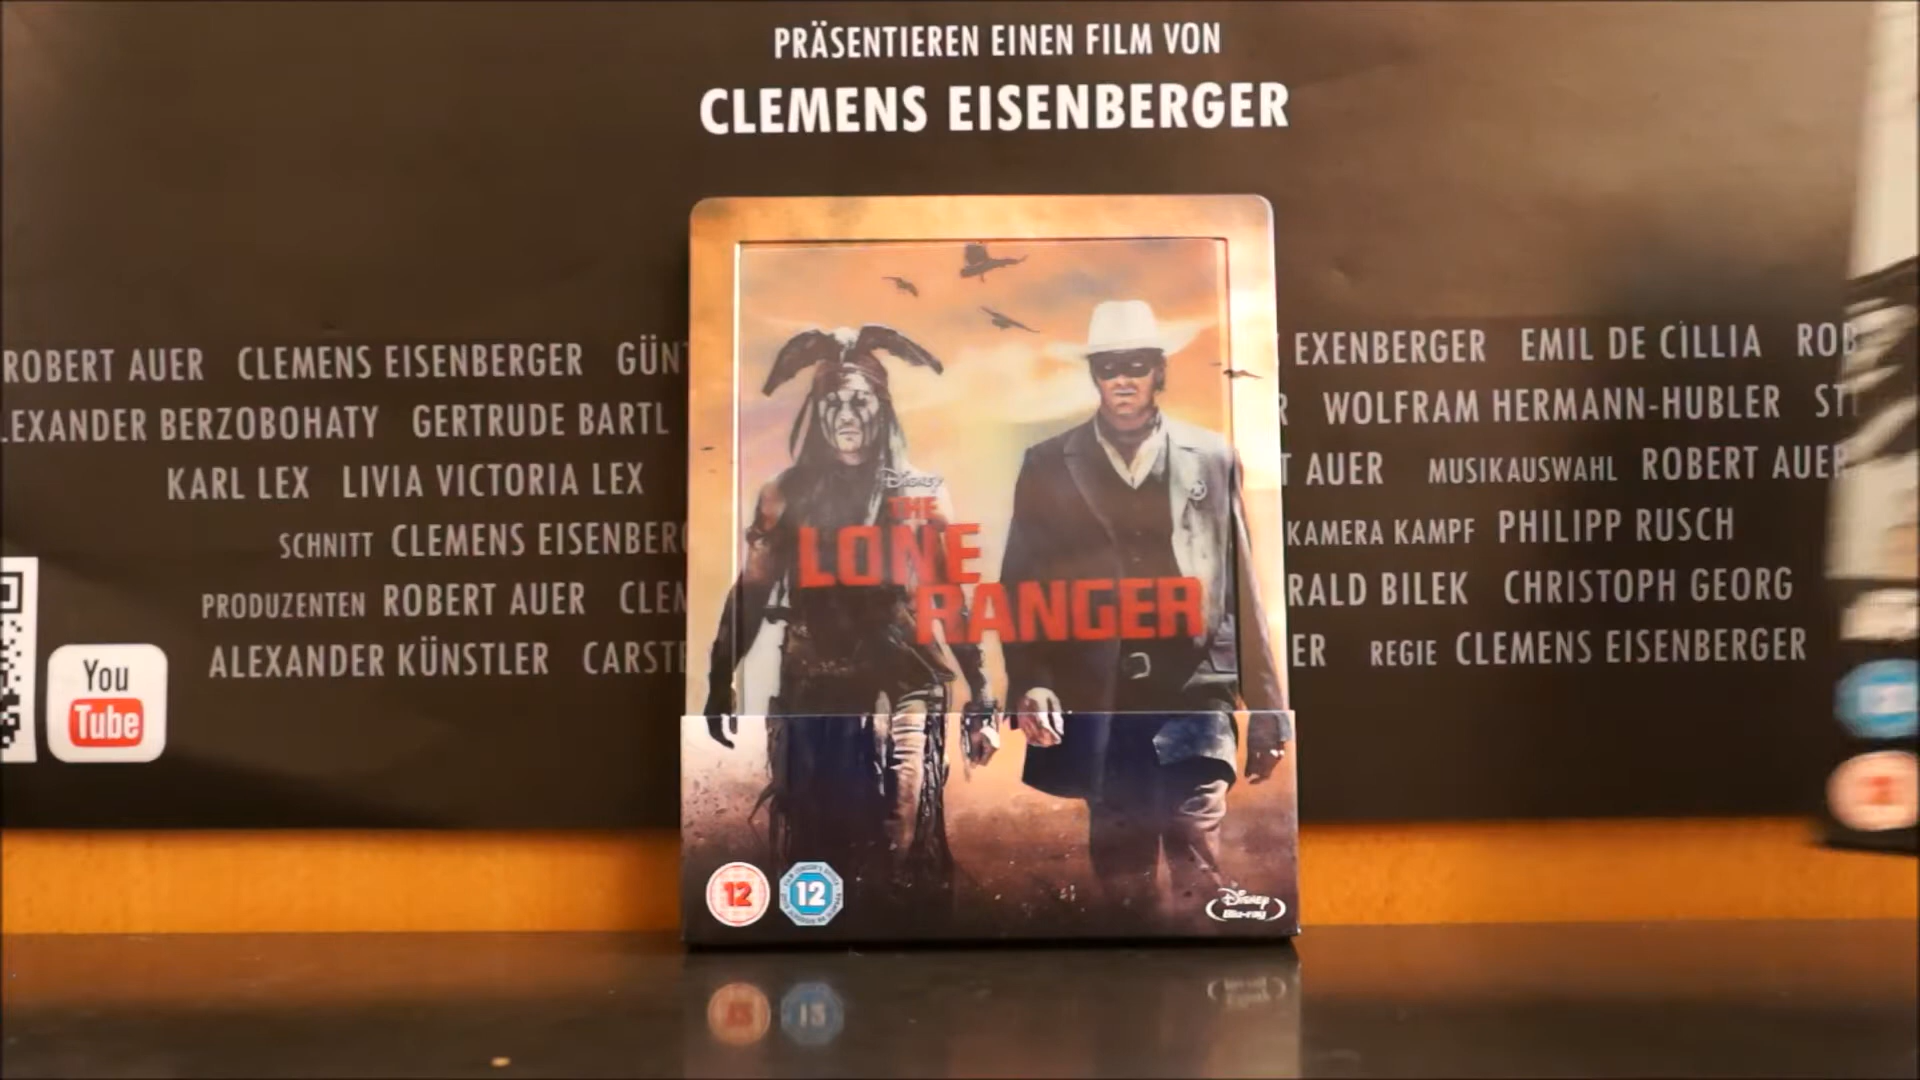 PRÄSENTIEREN EINEN FILM VON
CLEMENS EISENBERGER
ROBERT AUER CLEMENS EISENBERGER
EXENBERGER EMIL DE CILLIA
BERZOBOHATY GERTRUDE BARTL
WOLFRAM HERMANN-HUBLER
KARL LEX LIVIA VICTORIA LEX
AUER MUSIKAUSWAHL ROBERT AUER
SCHNITT CLEMENS
KAMERA KAMPF PHILIPP RUSCH
PRODUZENTEN ROBERT AUER
BILEK CHRISTOPH GEORG
ALEXANDER KÜNSTLER
REGIE CLEMENS EISENBERGER
You
Tube
Disney
THE
LONE
RANGER
12
12
Disney
Blu-ray